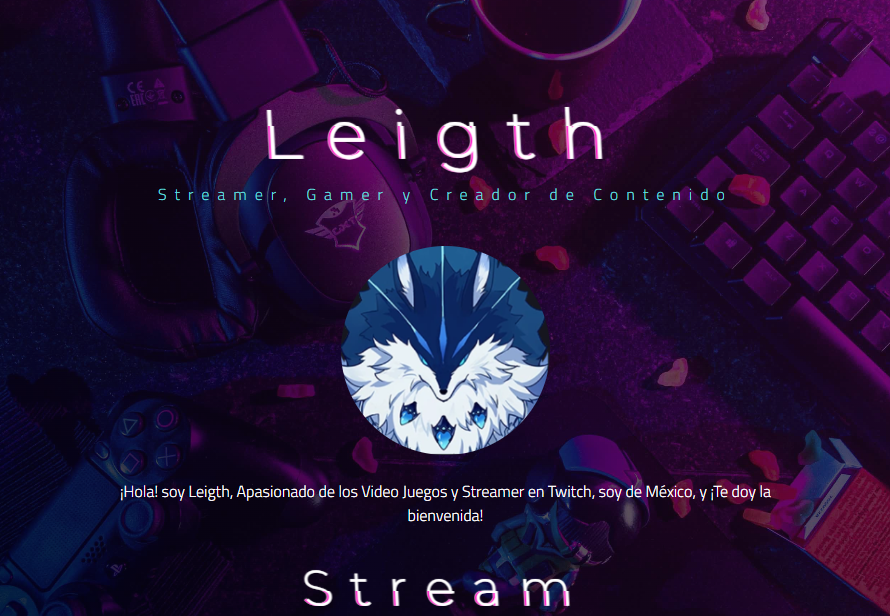 Leigth
Streamer, Gamer y Creador de Contenido
¡Hola! soy Leigth, Apasionado de los Video Juegos y Streamer en Twitch, soy de México, y ¡Te doy la
bienvenida!
Stream